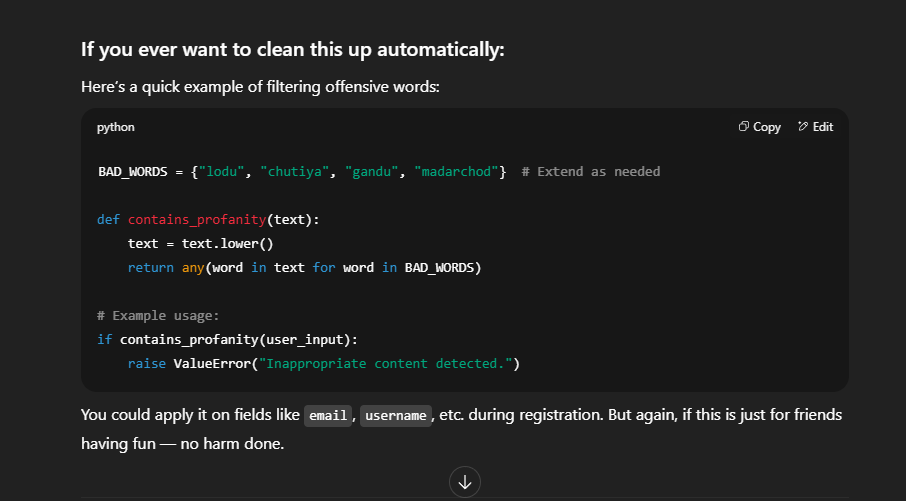 If you ever want to clean this up automatically:
Here's a quick example of filtering offensive words:
python
Copy
Edit
BAD_WORDS = {"lodu", "chutiya", "gandu", "madarchod"}  # Extend as needed
def contains_profanity(text):
    text = text.lower()
    return any(word in text for word in BAD_WORDS)
# Example usage:
if contains_profanity(user_input):
    raise ValueError("Inappropriate content detected.")
You could apply it on fields like email, username, etc. during registration. But again, if this is just for friends
having fun — no harm done.